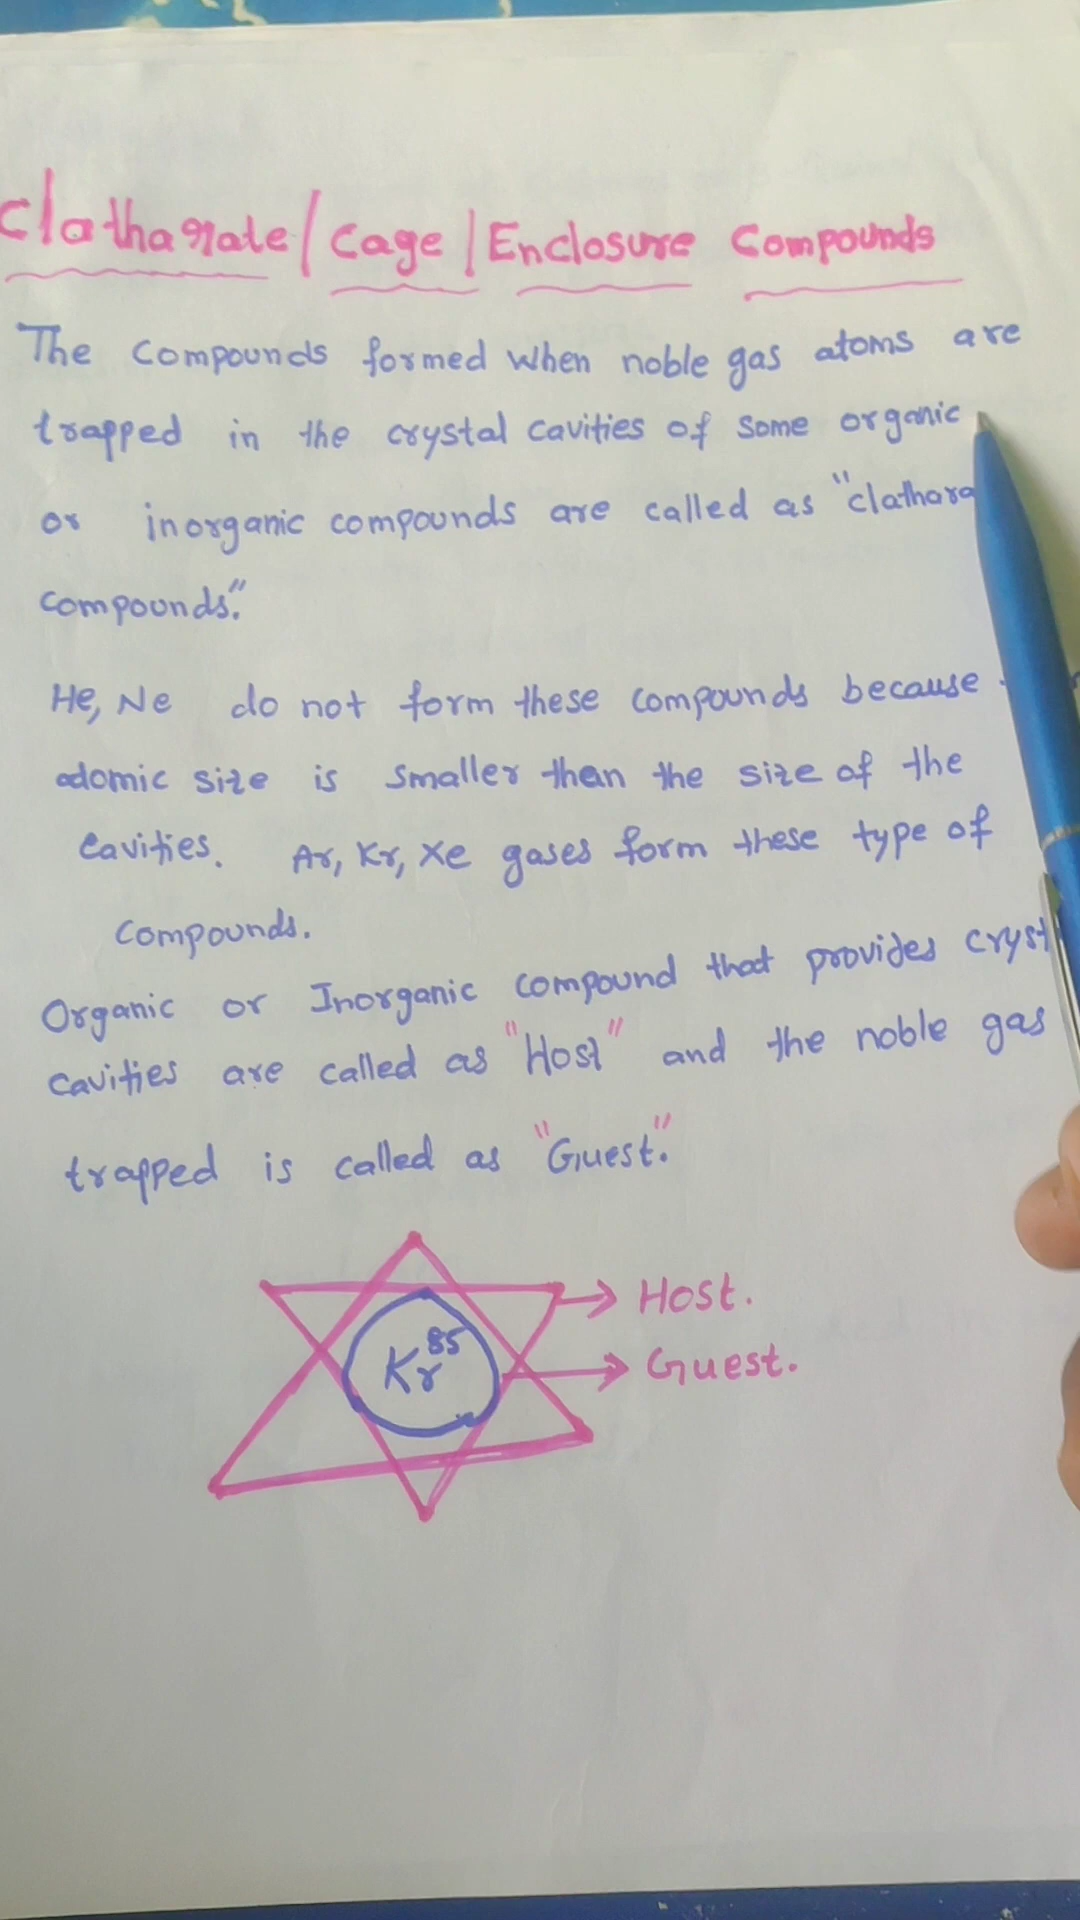 Clatharate/Cage/Enclosure Compounds
The Compounds formed when noble gas atoms are
trapped in the crystal cavities of some organic
or inorganic compounds are called as "clathara
compounds".
He, Ne do not form these compounds because
adomic size is smaller than the size of the
Cavities. Ar, Kr, Xe gases form these type of
compounds.
Organic or Inorganic compound that provides cryst
cavities are called as "Host" and the noble gas
trapped is called as "Guest".
Host.
Kr85
Guest.